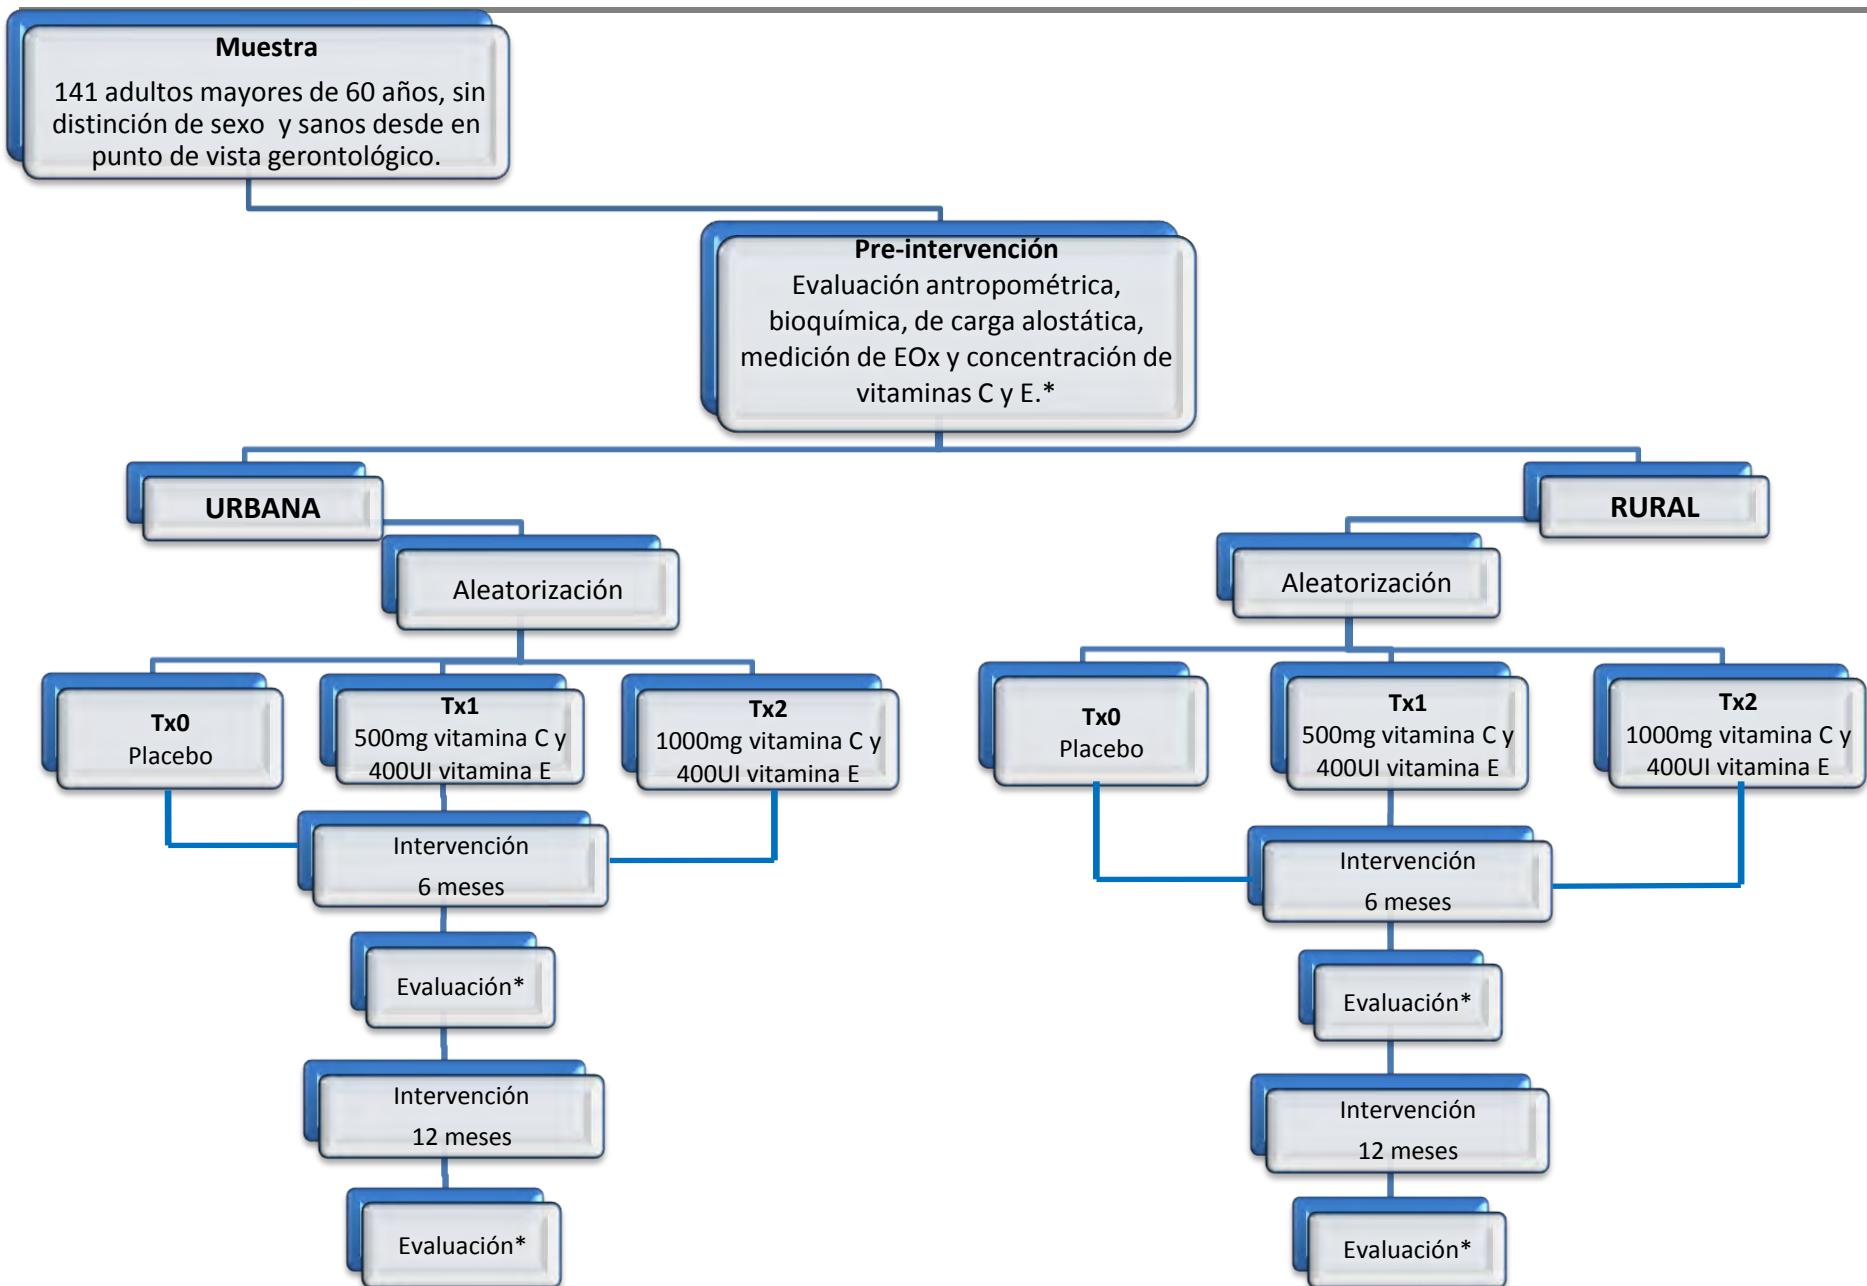 Muestra
141 adultos mayores de 60 años, sin
distinción de sexo y sanos desde en
punto de vista gerontológico.
Pre-intervención
Evaluación antropométrica,
bioquímica, de carga alostática,
medición de EOx y concentración de
vitaminas C y E.*
URBANA
RURAL
Aleatorización
Aleatorización
Tx0
Placebo
Tx1
500mg vitamina C y
400UI vitamina E
Tx2
1000mg vitamina C y
400UI vitamina E
Tx0
Placebo
Tx1
500mg vitamina C y
400UI vitamina E
Tx2
1000mg vitamina C y
400UI vitamina E
Intervención
6 meses
Intervención
6 meses
Evaluación*
Evaluación*
Intervención
12 meses
Intervención
12 meses
Evaluación*
Evaluación*